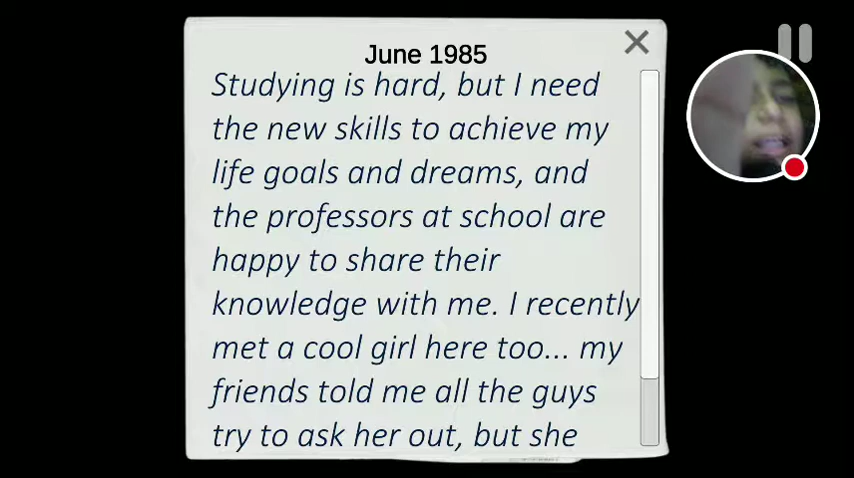 June 1985
Studying is hard, but I need
the new skills to achieve my
life goals and dreams, and
the professors at school are
happy to share their
knowledge with me. I recently
met a cool girl here too... my
friends told me all the guys
try to ask her out, but she